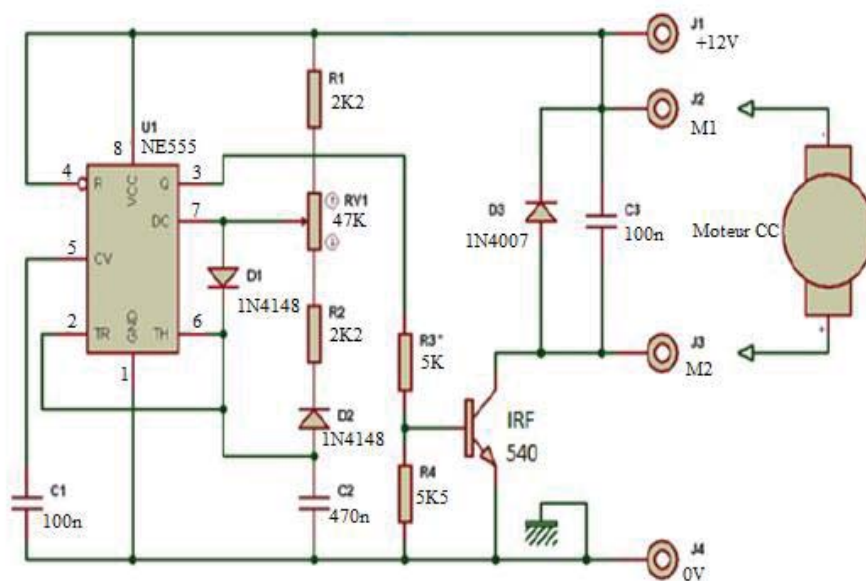 J1
+12V
R1
2K2
U1
NE555
8
4
3
R
VCC
Q
J2
M1
7
DC
RV1
47K
D3
1N4007
C3
100n
Moteur CC
5
CV
D1
1N4148
2
6
TR
GND
TH
R2
2K2
1
R3*
5K
J3
M2
D2
1N4148
IRF
540
C1
100n
C2
470n
R4
5K5
J4
0V